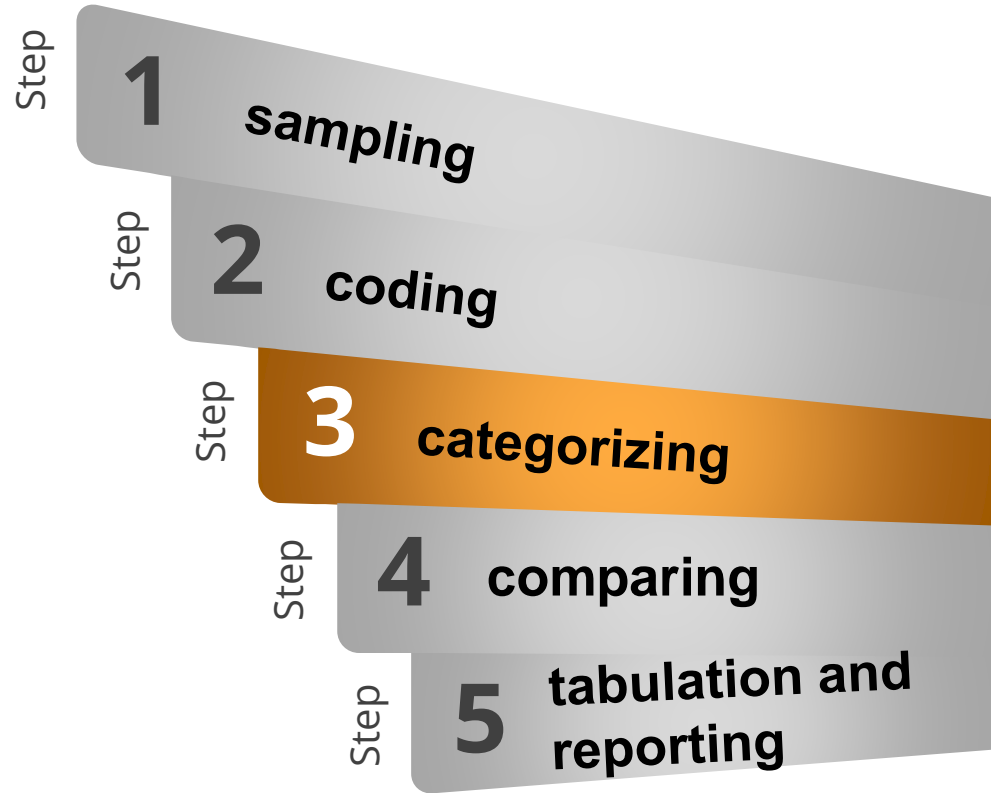 Step
1
sampling
Step
2
coding
Step
3
categorizing
Step
4
comparing
Step
5
tabulation and
reporting